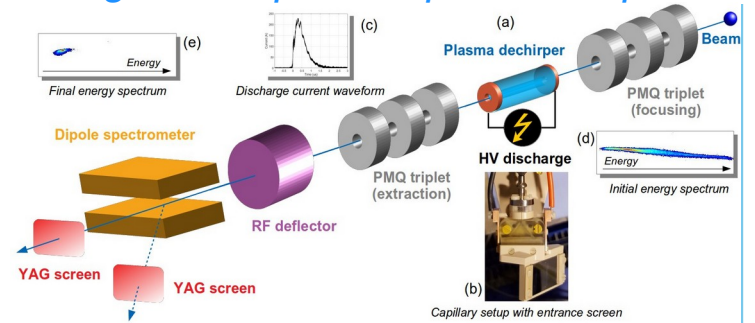 (e)
Energy
Final energy spectrum
(c)
Discharge current waveform
(a)
Plasma dechirper
Beam
PMQ triplet
(focusing)
(d)
Energy
Initial energy spectrum
HV discharge
PMQ triplet
(extraction)
Dipole spectrometer
RF deflector
YAG screen
YAG screen
(b)
Capillary setup with entrance screen